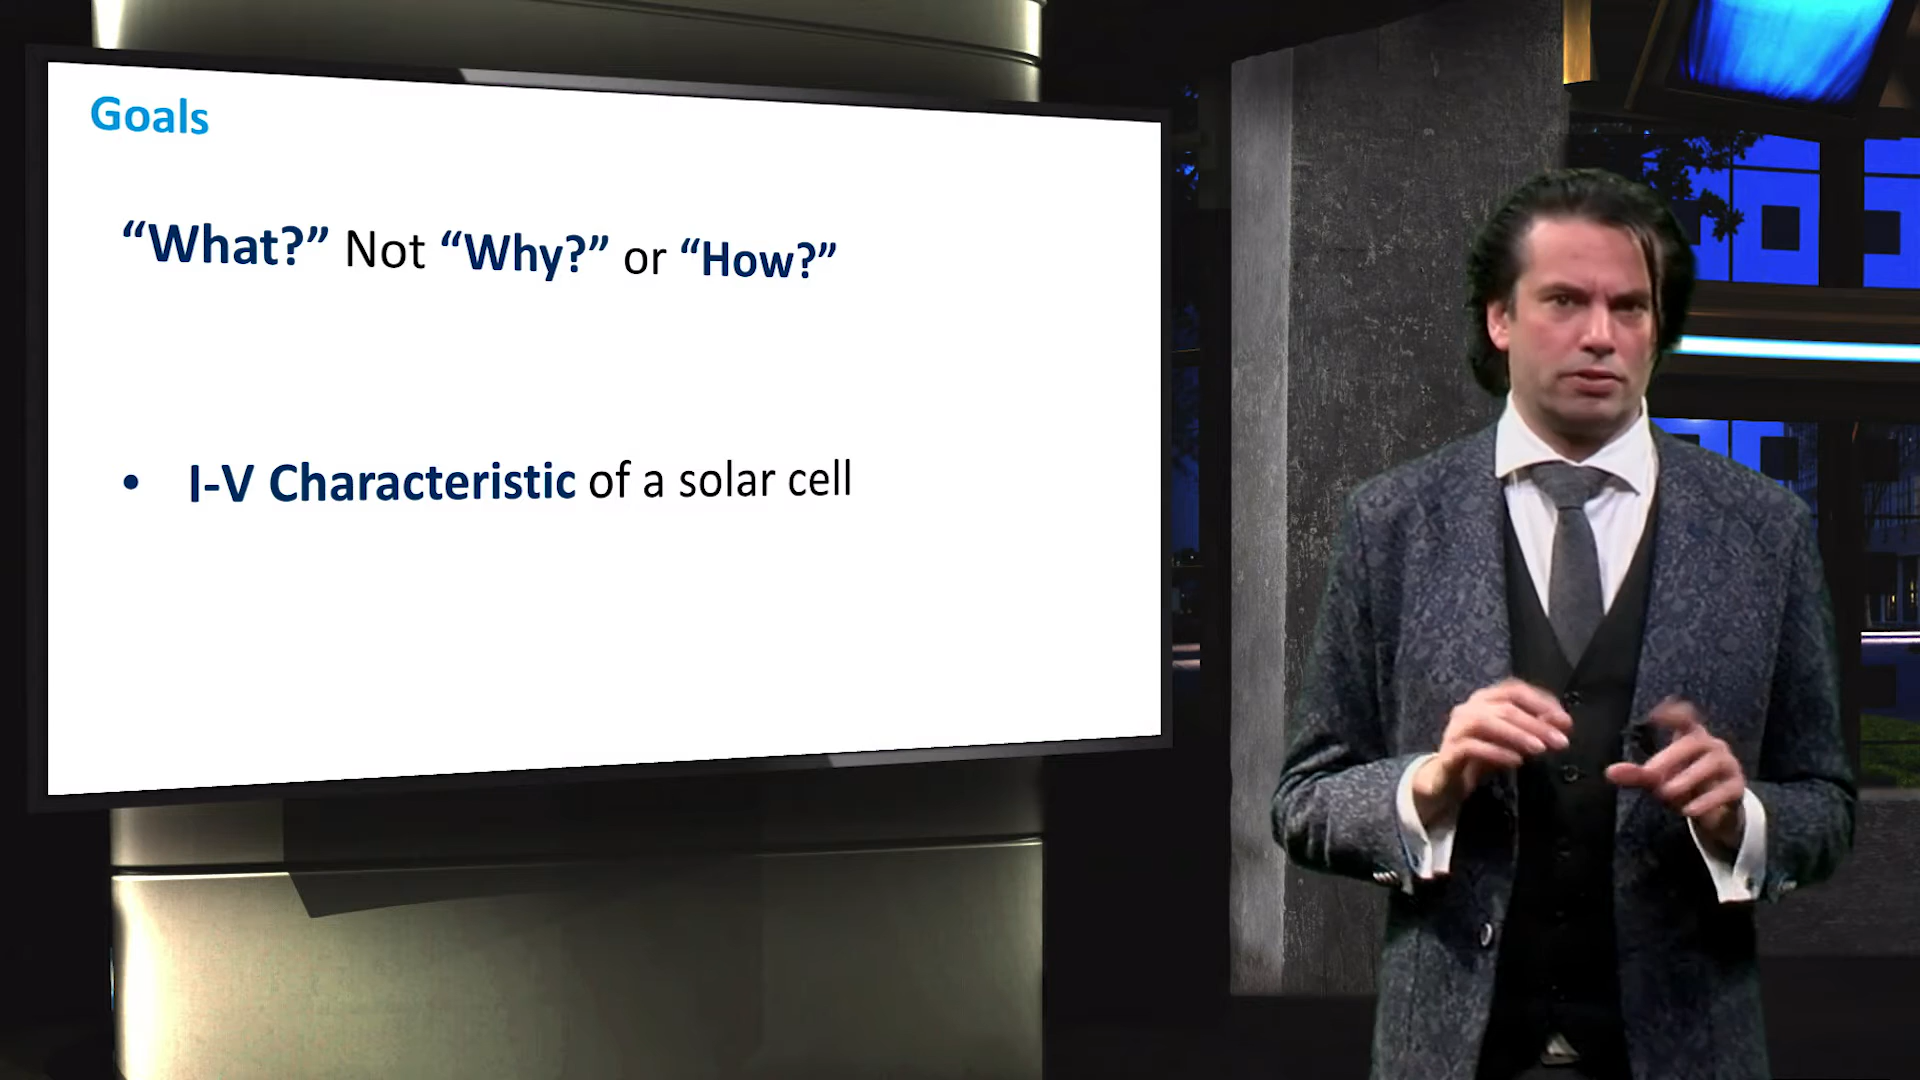 Goals
“What?” Not “Why?” or “How?”
• I-V Characteristic of a solar cell